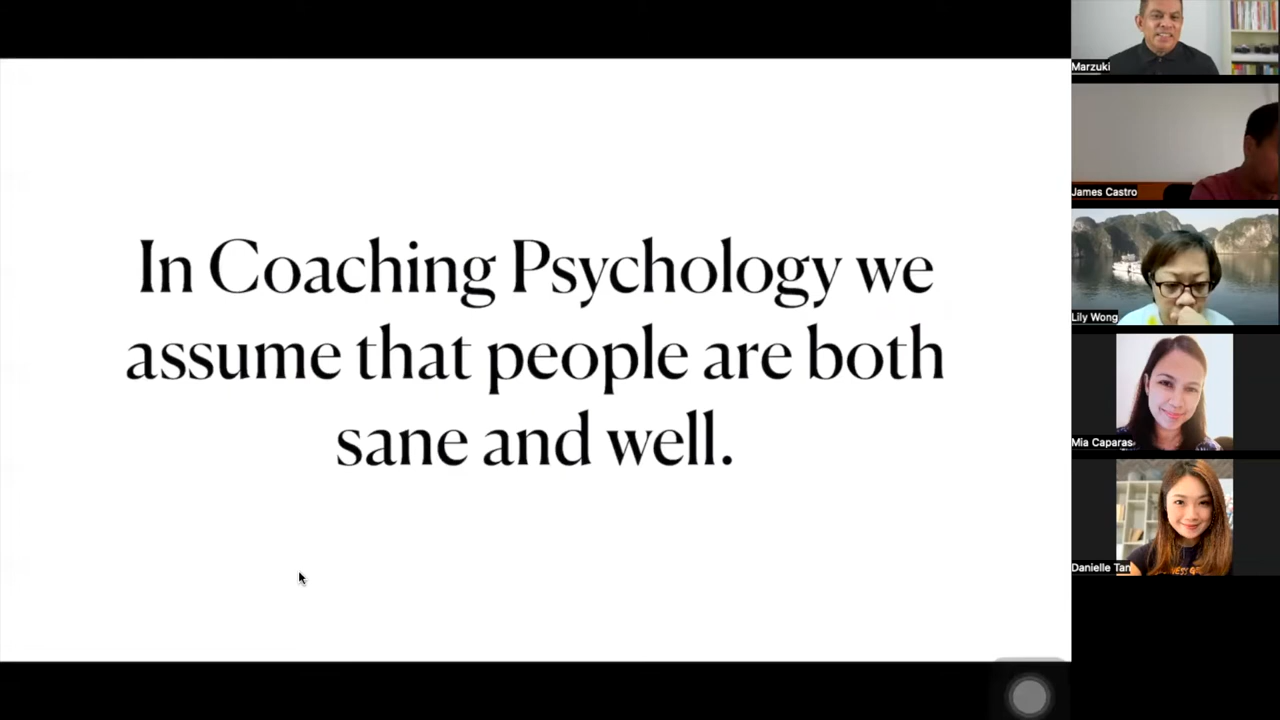 In Coaching Psychology we
assume that people are both
sane and well.
Marzuki
James Castro
Lily Wong
Mia Caparas
Danielle Tan